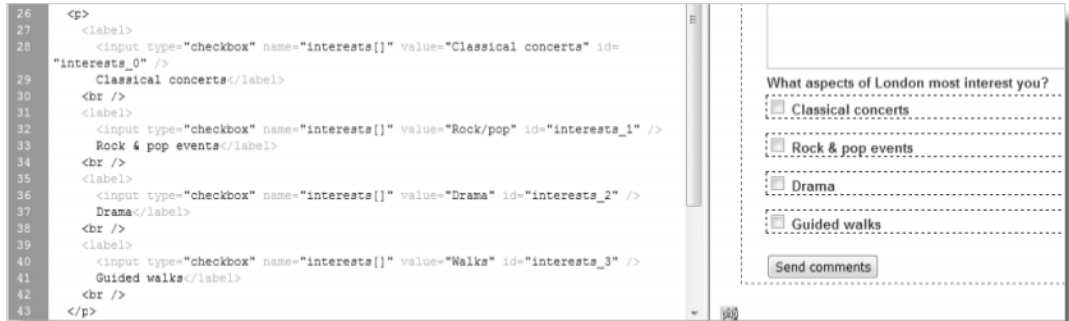 26 <p>
27 <label>
28 <input type="checkbox" name="interests[]" value="Classical concerts" id=
"interests_0" />
29 Classical concerts</label>
30 <br />
31 <label>
32 <input type="checkbox" name="interests[]" value="Rock/pop" id="interests_1" />
33 Rock & pop events</label>
34 <br />
35 <label>
36 <input type="checkbox" name="interests[]" value="Drama" id="interests_2" />
37 Drama</label>
38 <br />
39 <label>
40 <input type="checkbox" name="interests[]" value="Walks" id="interests_3" />
41 Guided walks</label>
42 <br />
43 </p>
What aspects of London most interest you?
Classical concerts
Rock & pop events
Drama
Guided walks
Send comments